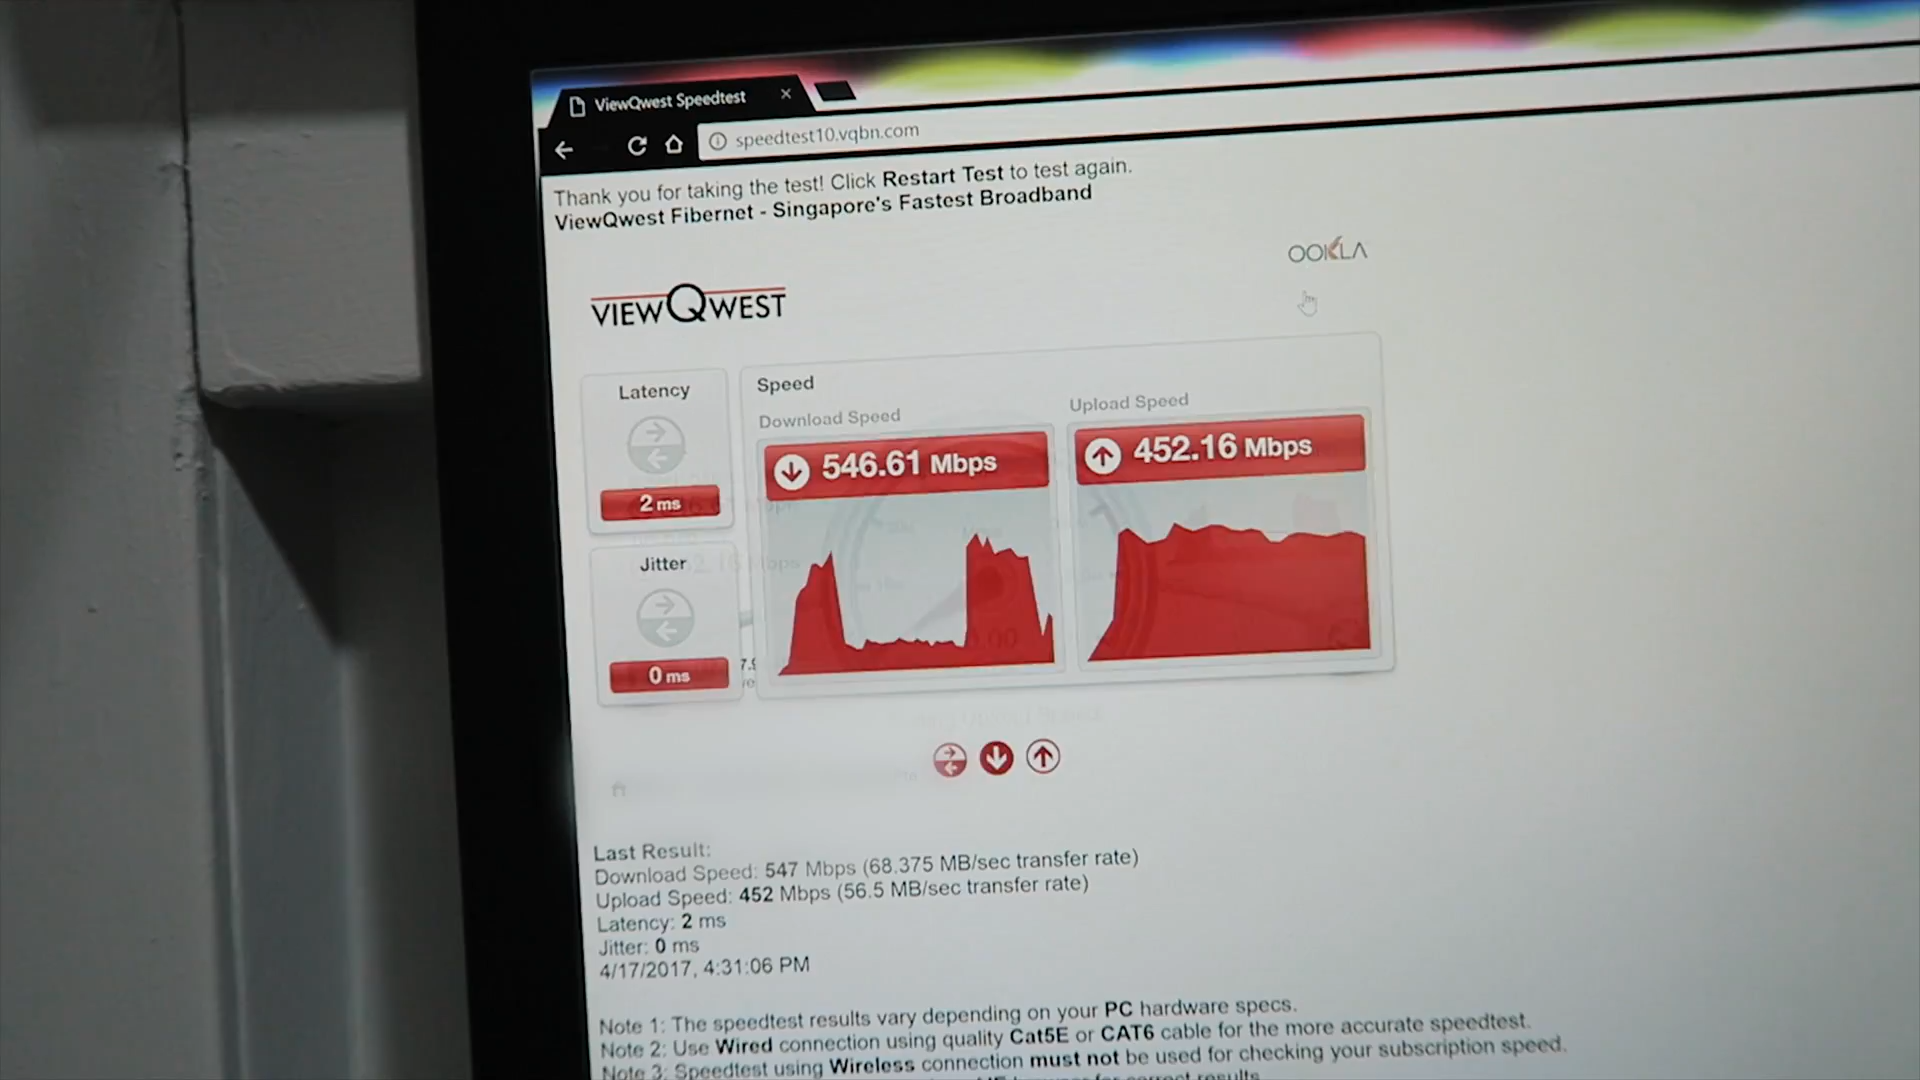 ViewQwest Speedtest
speedtest10.vqbn.com
Thank you for taking the test! Click Restart Test to test again.
ViewQwest Fibernet - Singapore's Fastest Broadband
OOKLA
VIEWQWEST
Latency
2 ms
Jitter
0 ms
Speed
Download Speed
546.61 Mbps
Upload Speed
452.16 Mbps
Last Result:
Download Speed: 547 Mbps (68.375 MB/sec transfer rate)
Upload Speed: 452 Mbps (56.5 MB/sec transfer rate)
Latency: 2 ms
Jitter: 0 ms
4/17/2017, 4:31:06 PM
Note 1: The speedtest results vary depending on your PC hardware specs.
Note 2: Use Wired connection using quality Cat5E or CAT6 cable for the more accurate speedtest.
Note 3: Speedtest using Wireless connection must not be used for checking your subscription speed.